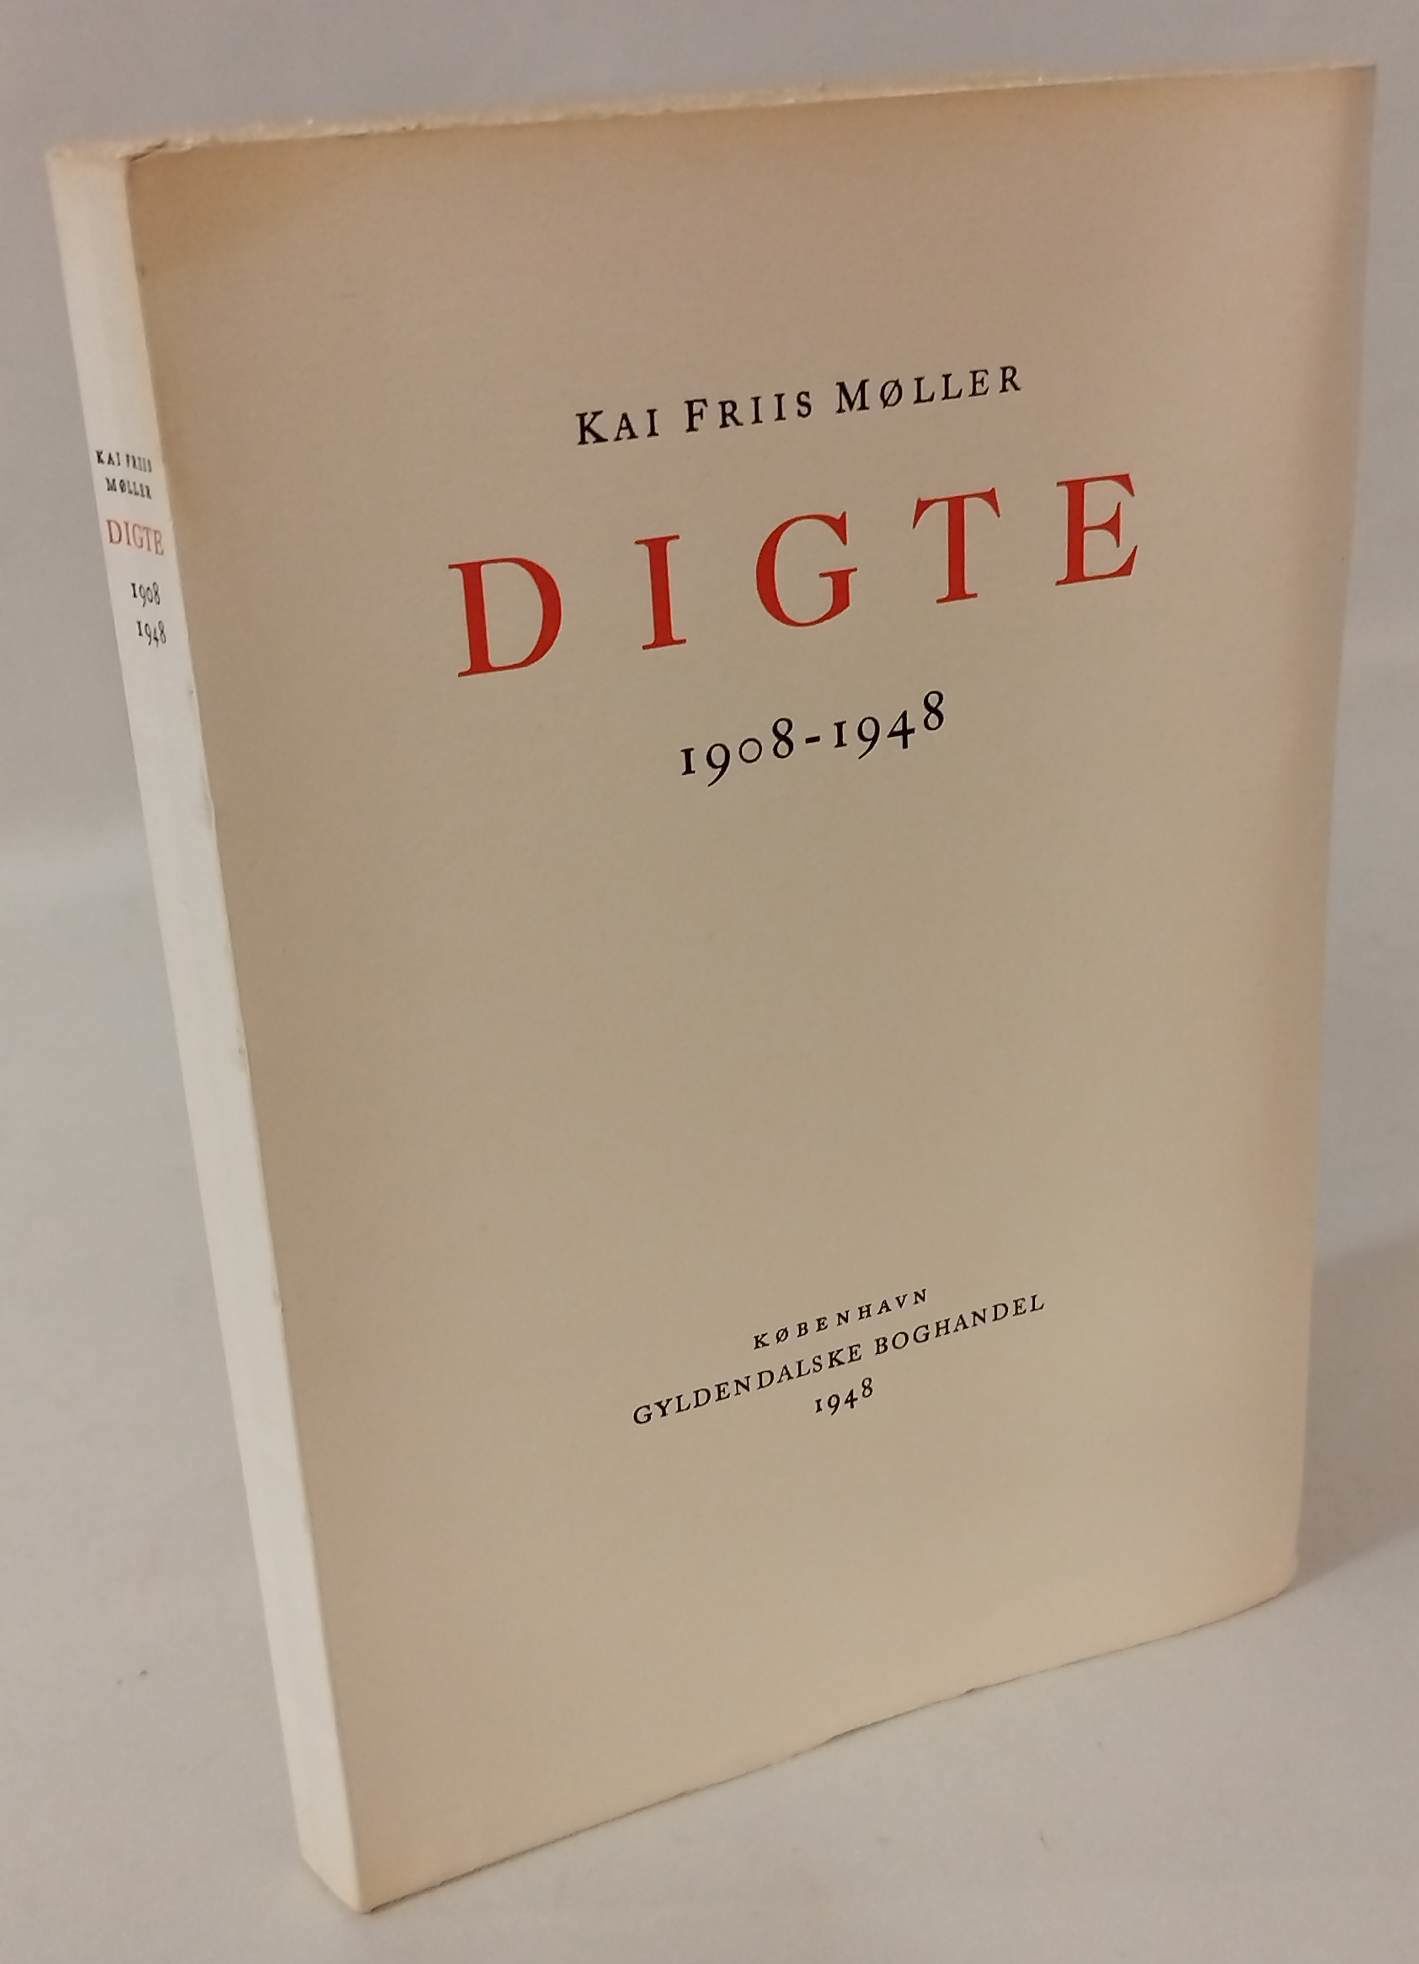 KAI FRIIS
MØLLER
DIGTE
1908
1948
KAI FRIIS MØLLER
DIGTE
1908-1948
KØBENHAVN
GYLDENDALSKE BOGHANDEL
1948